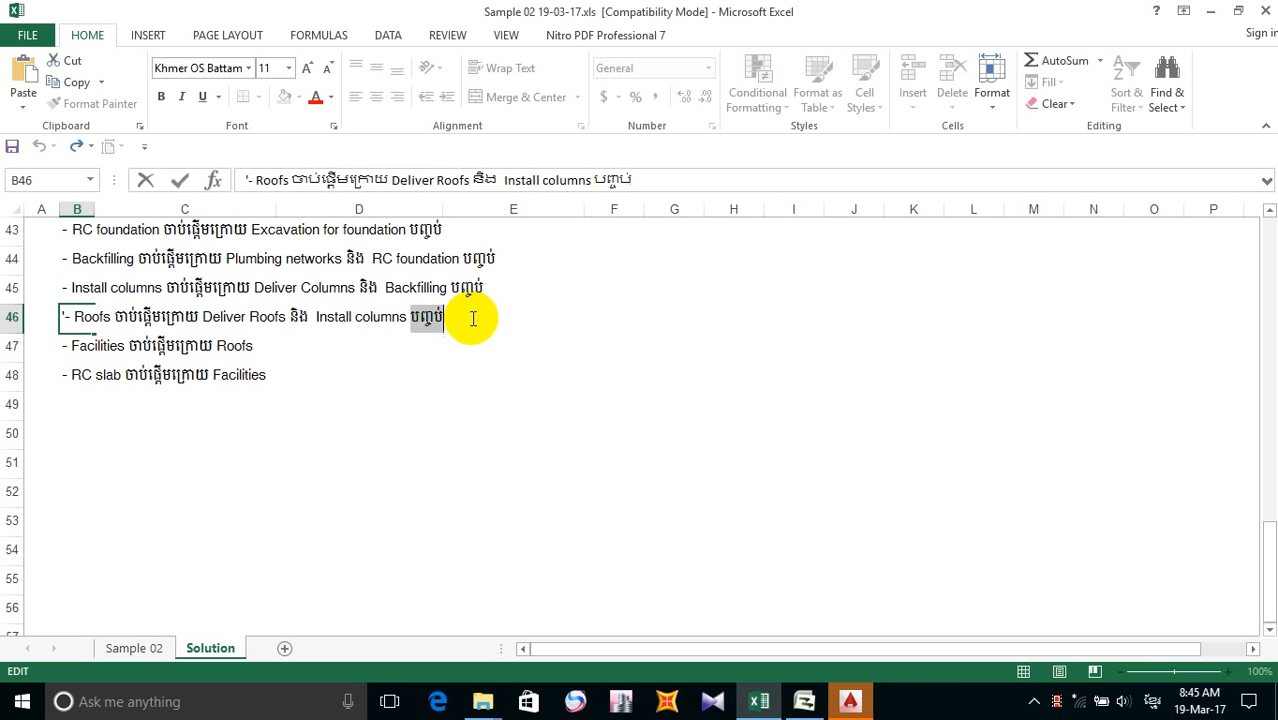 Sample 02 19-03-17.xls [Compatibility Mode] - Microsoft Excel
?
Sign in
FILE HOME INSERT PAGE LAYOUT FORMULAS DATA REVIEW VIEW Nitro PDF Professional 7
Paste
Cut
Copy
Format Painter
Clipboard
Khmer OS Battam 11
B I U
Font
Wrap Text
Merge & Center
Alignment
General
$ % ,
Number
Conditional Formatting
Format as Table
Cell Styles
Styles
Insert
Delete
Format
Cells
AutoSum
Fill
Clear
Sort & Filter
Find & Select
Editing
B46 fx '- Roofs ចាប់ផ្តើមក្រោយ Deliver Roofs និង  Install columns បញ្ចប់
A B C D E F G H I J K L M N O P
43 - RC foundation ចាប់ផ្តើមក្រោយ Excavation for foundation បញ្ចប់
44 - Backfilling ចាប់ផ្តើមក្រោយ Plumbing networks និង  RC foundation បញ្ចប់
45 - Install columns ចាប់ផ្តើមក្រោយ Deliver Columns និង  Backfilling បញ្ចប់
46 '- Roofs ចាប់ផ្តើមក្រោយ Deliver Roofs និង  Install columns បញ្ចប់
47 - Facilities ចាប់ផ្តើមក្រោយ Roofs
48 - RC slab ចាប់ផ្តើមក្រោយ Facilities
49
50
51
52
53
54
55
56
57
Sample 02 Solution
EDIT
100%
Ask me anything
8:45 AM
19-Mar-17